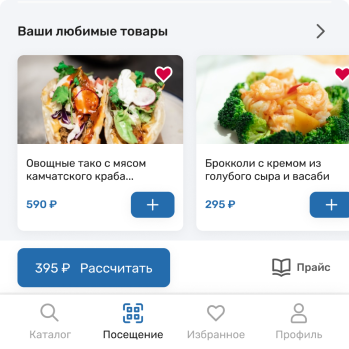 Ваши любимые товары
Овощные тако с мясом
камчатского краба...
590 ₽
Брокколи с кремом из
голубого сыра и васаби
295 ₽
395 ₽ Рассчитать
Прайс
Каталог
Посещение
Избранное
Профиль